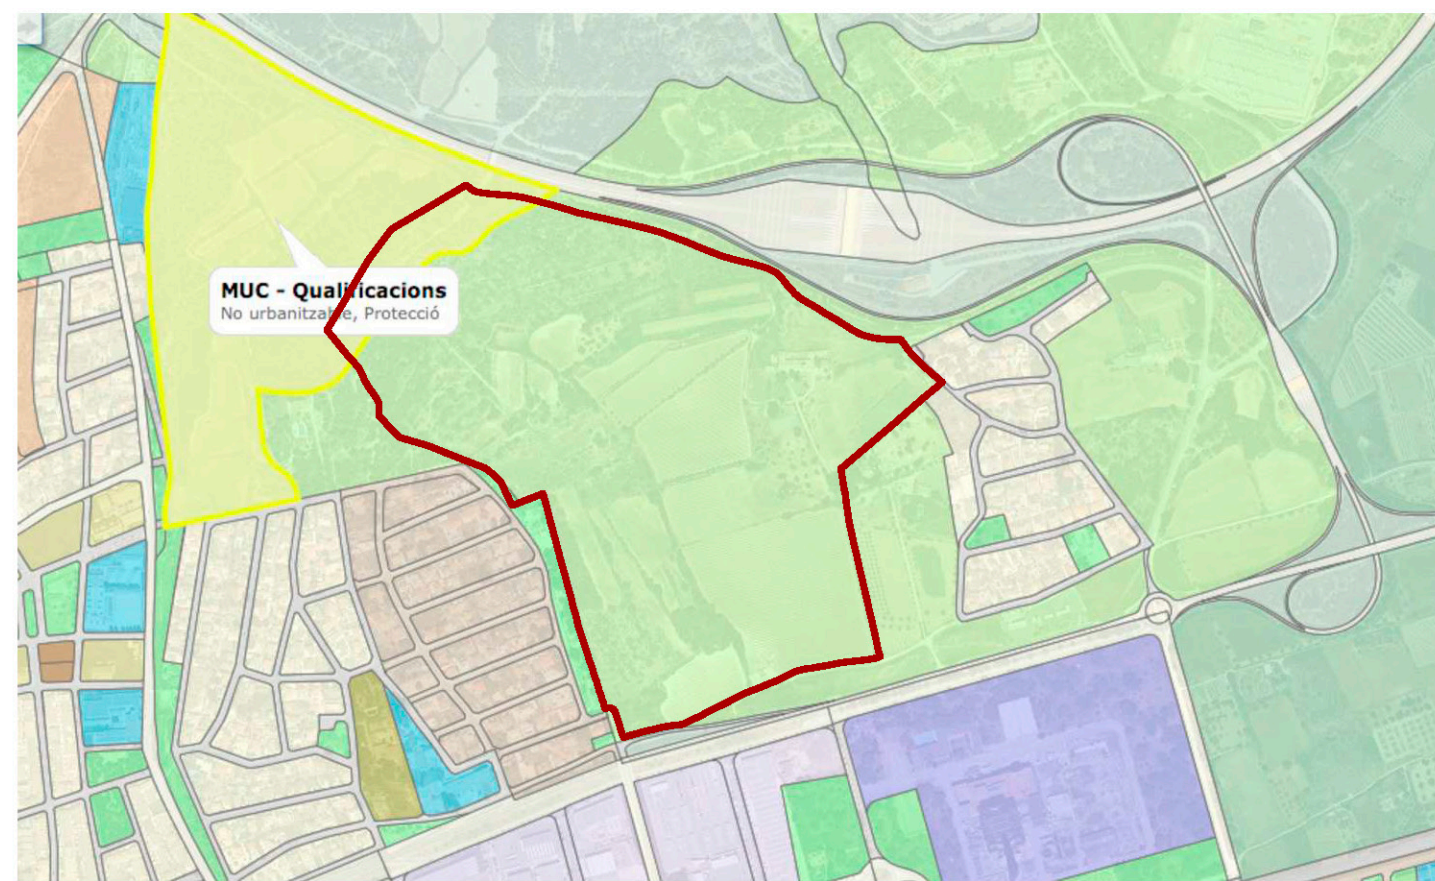 MUC - Qualificacions
No urbanitzable, Protecció